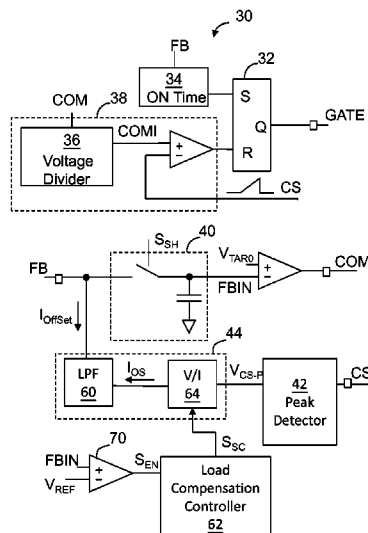 30
FB
32
34
ON Time
S
Q
GATE
R
COM
38
36
Voltage
Divider
COMI
+
−
CS
S_SH
40
V_TAR0
FB
FBIN
+
−
COM
I_OffSet
44
LPF
60
I_OS
V/I
64
V_CS-P
42
Peak
Detector
CS
70
S_SC
FBIN
V_REF
+
−
S_EN
Load
Compensation
Controller
62